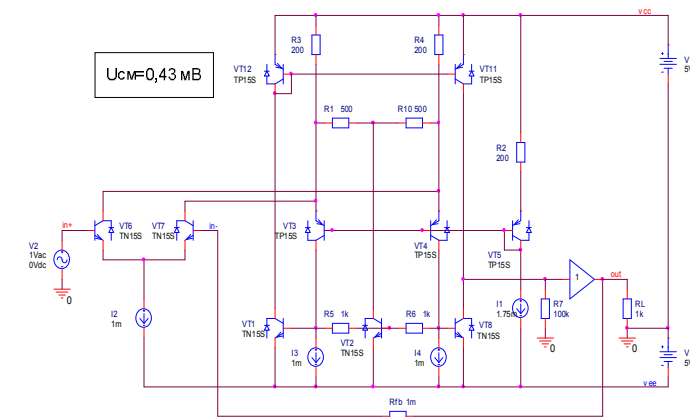 vcc
R3
200
R4
200
V
5
Uсм=0,43 мВ
VT12
TP15S
VT11
TP15S
R1 500
R10 500
R2
200
in+
VT6
TN15S
VT7
TN15S
in-
VT3
TP15S
VT4
TP15S
VT5
TP15S
V2
1Vac
0Vdc
0
I2
1m
1
out
VT1
TN15S
R5 1k
R6 1k
VT2
TN15S
VT8
TN15S
I3
1m
I4
1m
I1
1.75m
R7
100k
RL
1k
0
0
V
5
vee
Rfb 1m